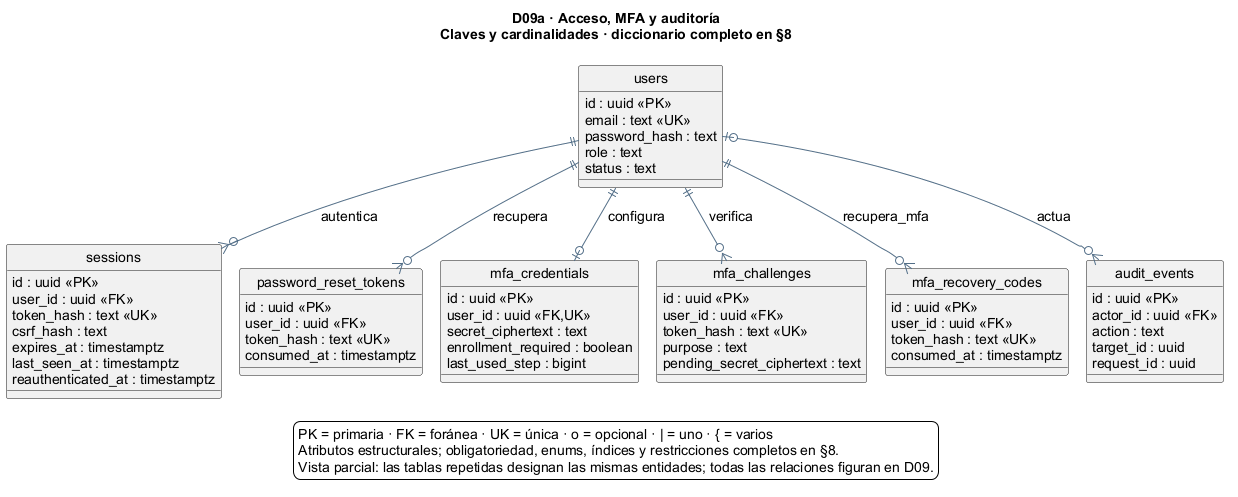 D09a · Acceso, MFA y auditoría
Claves y cardinalidades · diccionario completo en §8
users
id : uuid «PK»
email : text «UK»
password_hash : text
role : text
status : text
autentica
recupera
configura
verifica
recupera_mfa
actua
sessions
id : uuid «PK»
user_id : uuid «FK»
token_hash : text «UK»
csrf_hash : text
expires_at : timestamptz
last_seen_at : timestamptz
reauthenticated_at : timestamptz
password_reset_tokens
id : uuid «PK»
user_id : uuid «FK»
token_hash : text «UK»
consumed_at : timestamptz
mfa_credentials
id : uuid «PK»
user_id : uuid «FK,UK»
secret_ciphertext : text
enrollment_required : boolean
last_used_step : bigint
mfa_challenges
id : uuid «PK»
user_id : uuid «FK»
token_hash : text «UK»
purpose : text
pending_secret_ciphertext : text
mfa_recovery_codes
id : uuid «PK»
user_id : uuid «FK»
token_hash : text «UK»
consumed_at : timestamptz
audit_events
id : uuid «PK»
actor_id : uuid «FK»
action : text
target_id : uuid
request_id : uuid
PK = primaria · FK = foránea · UK = única · o = opcional · | = uno · { = varios
Atributos estructurales; obligatoriedad, enums, índices y restricciones completos en §8.
Vista parcial: las tablas repetidas designan las mismas entidades; todas las relaciones figuran en D09.